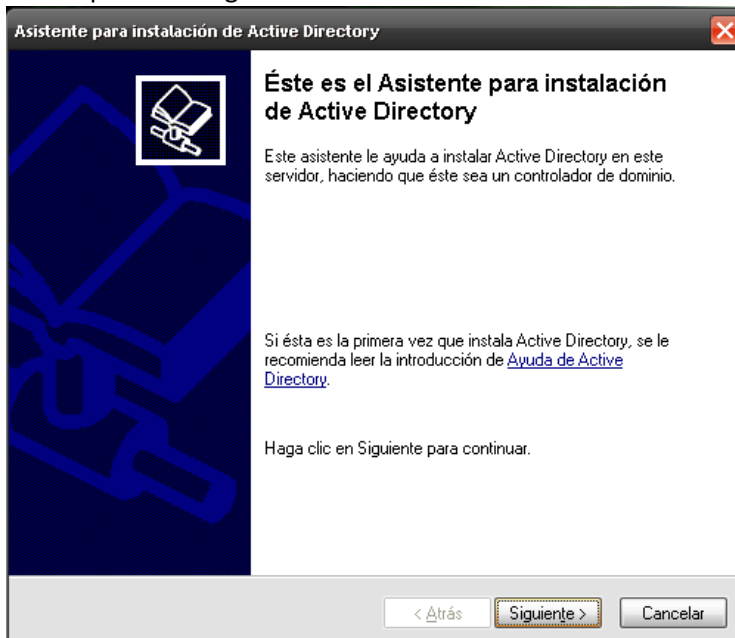 Asistente para instalación de Active Directory
Éste es el Asistente para instalación
de Active Directory
Este asistente le ayuda a instalar Active Directory en este
servidor, haciendo que éste sea un controlador de dominio.
Si ésta es la primera vez que instala Active Directory, se le
recomienda leer la introducción de Ayuda de Active
Directory.
Haga clic en Siguiente para continuar.
< Atrás Siguiente > Cancelar